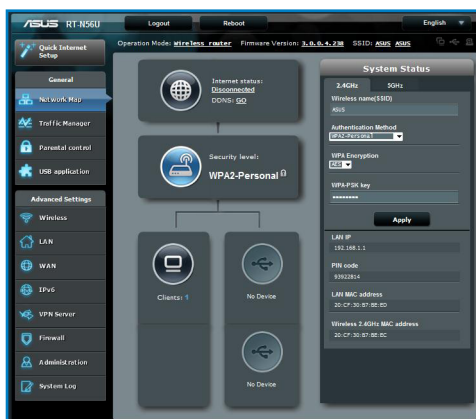 ASUS RT-N56U
Logout
Reboot
English
Operation Mode: Wireless router Firmware Version: 3.0.0.4.238 SSID: ASUS ASUS
Quick Internet
Setup
General
Network Map
Traffic Manager
Parental control
USB application
Advanced Settings
Wireless
LAN
WAN
IPv6
VPN Server
Firewall
Administration
System Log
Internet status:
Disconnected
DDNS: GO
Security level:
WPA2-Personal
Clients: 1
No Device
No Device
System Status
2.4GHz
5GHz
Wireless name(SSID)
ASUS
Authentication Method
WPA2-Personal
WPA Encryption
AES
WPA-PSK key
Apply
LAN IP
192.168.1.1
PIN code
93922814
LAN MAC address
20:CF:30:B7:BE:ED
Wireless 2.4GHz MAC address
20:CF:30:B7:BE:EC